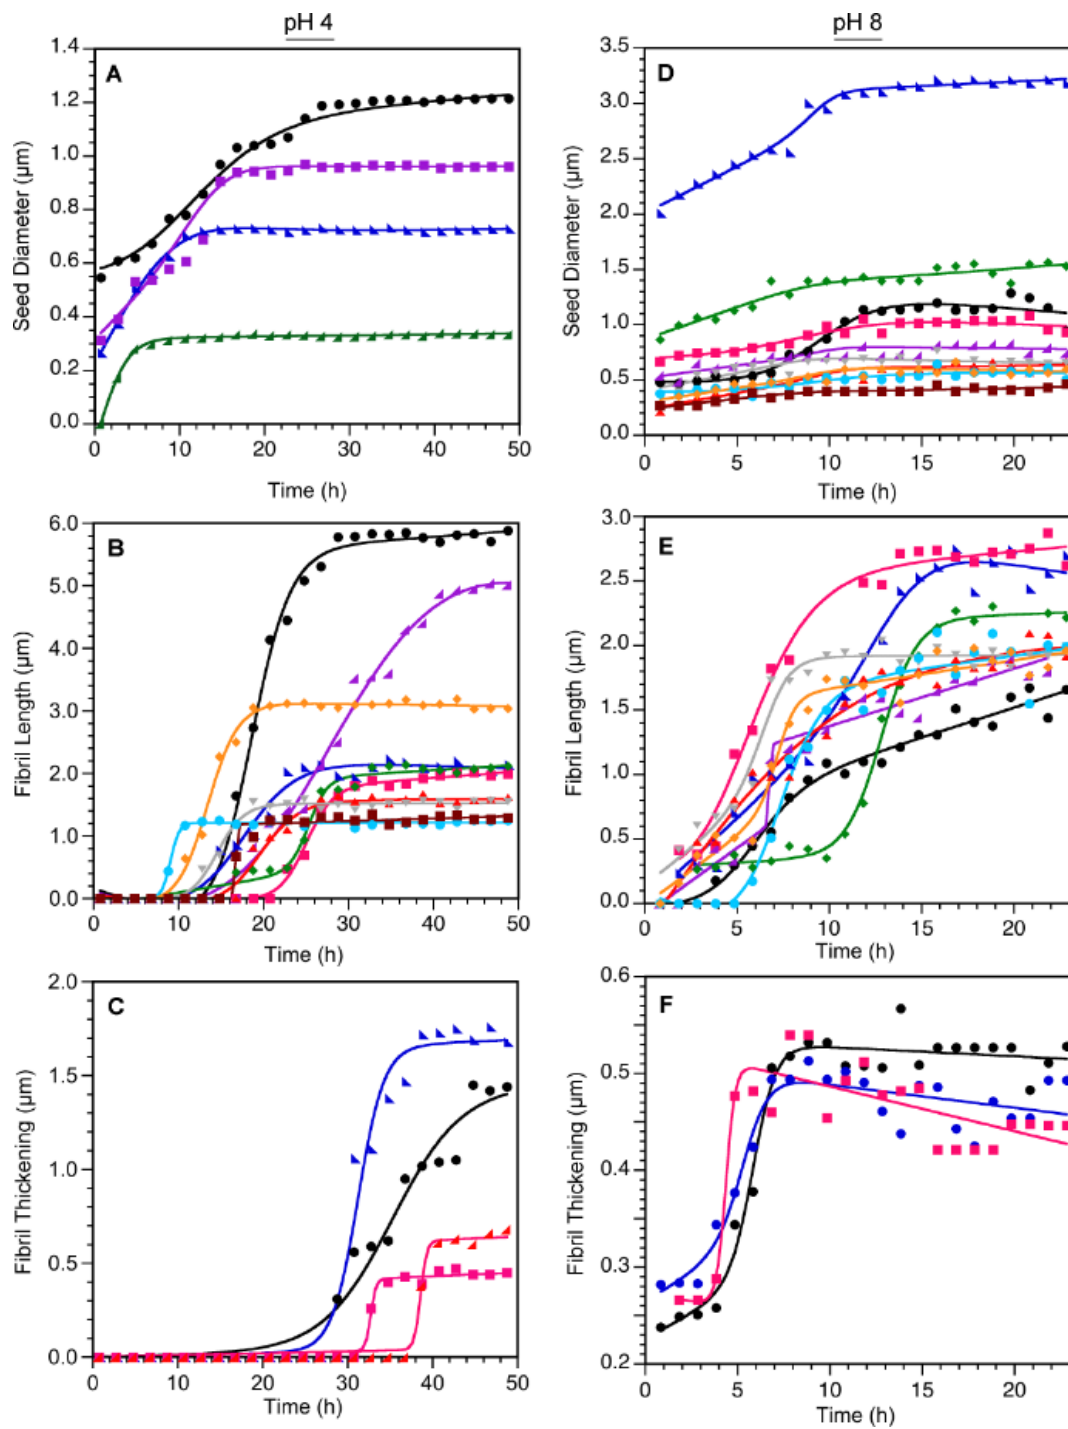 pH 4
pH 8
A
1.4
1.2
1.0
0.8
0.6
0.4
0.2
0.0
Seed Diameter (µm)
0 10 20 30 40 50
Time (h)
D
3.5
3.0
2.5
2.0
1.5
1.0
0.5
0.0
Seed Diameter (µm)
0 5 10 15 20
Time (h)
B
6.0
5.0
4.0
3.0
2.0
1.0
0.0
Fibril Length (µm)
0 10 20 30 40 50
Time (h)
E
3.0
2.5
2.0
1.5
1.0
0.5
0.0
Fibril Length (µm)
0 5 10 15 20
Time (h)
C
2.0
1.5
1.0
0.5
0.0
Fibril Thickening (µm)
0 10 20 30 40 50
Time (h)
F
0.6
0.5
0.4
0.3
0.2
Fibril Thickening (µm)
0 5 10 15 20
Time (h)